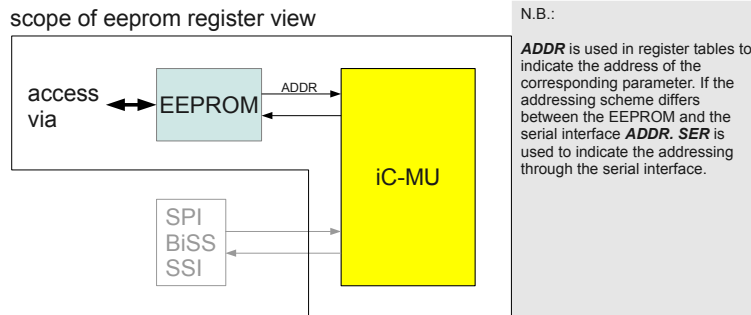 scope of eeprom register view
access
via
EEPROM
ADDR
iC-MU
SPI
BiSS
SSI
N.B.:
ADDR is used in register tables to
indicate the address of the
corresponding parameter. If the
addressing scheme differs
between the EEPROM and the
serial interface ADDR. SER is
used to indicate the addressing
through the serial interface.